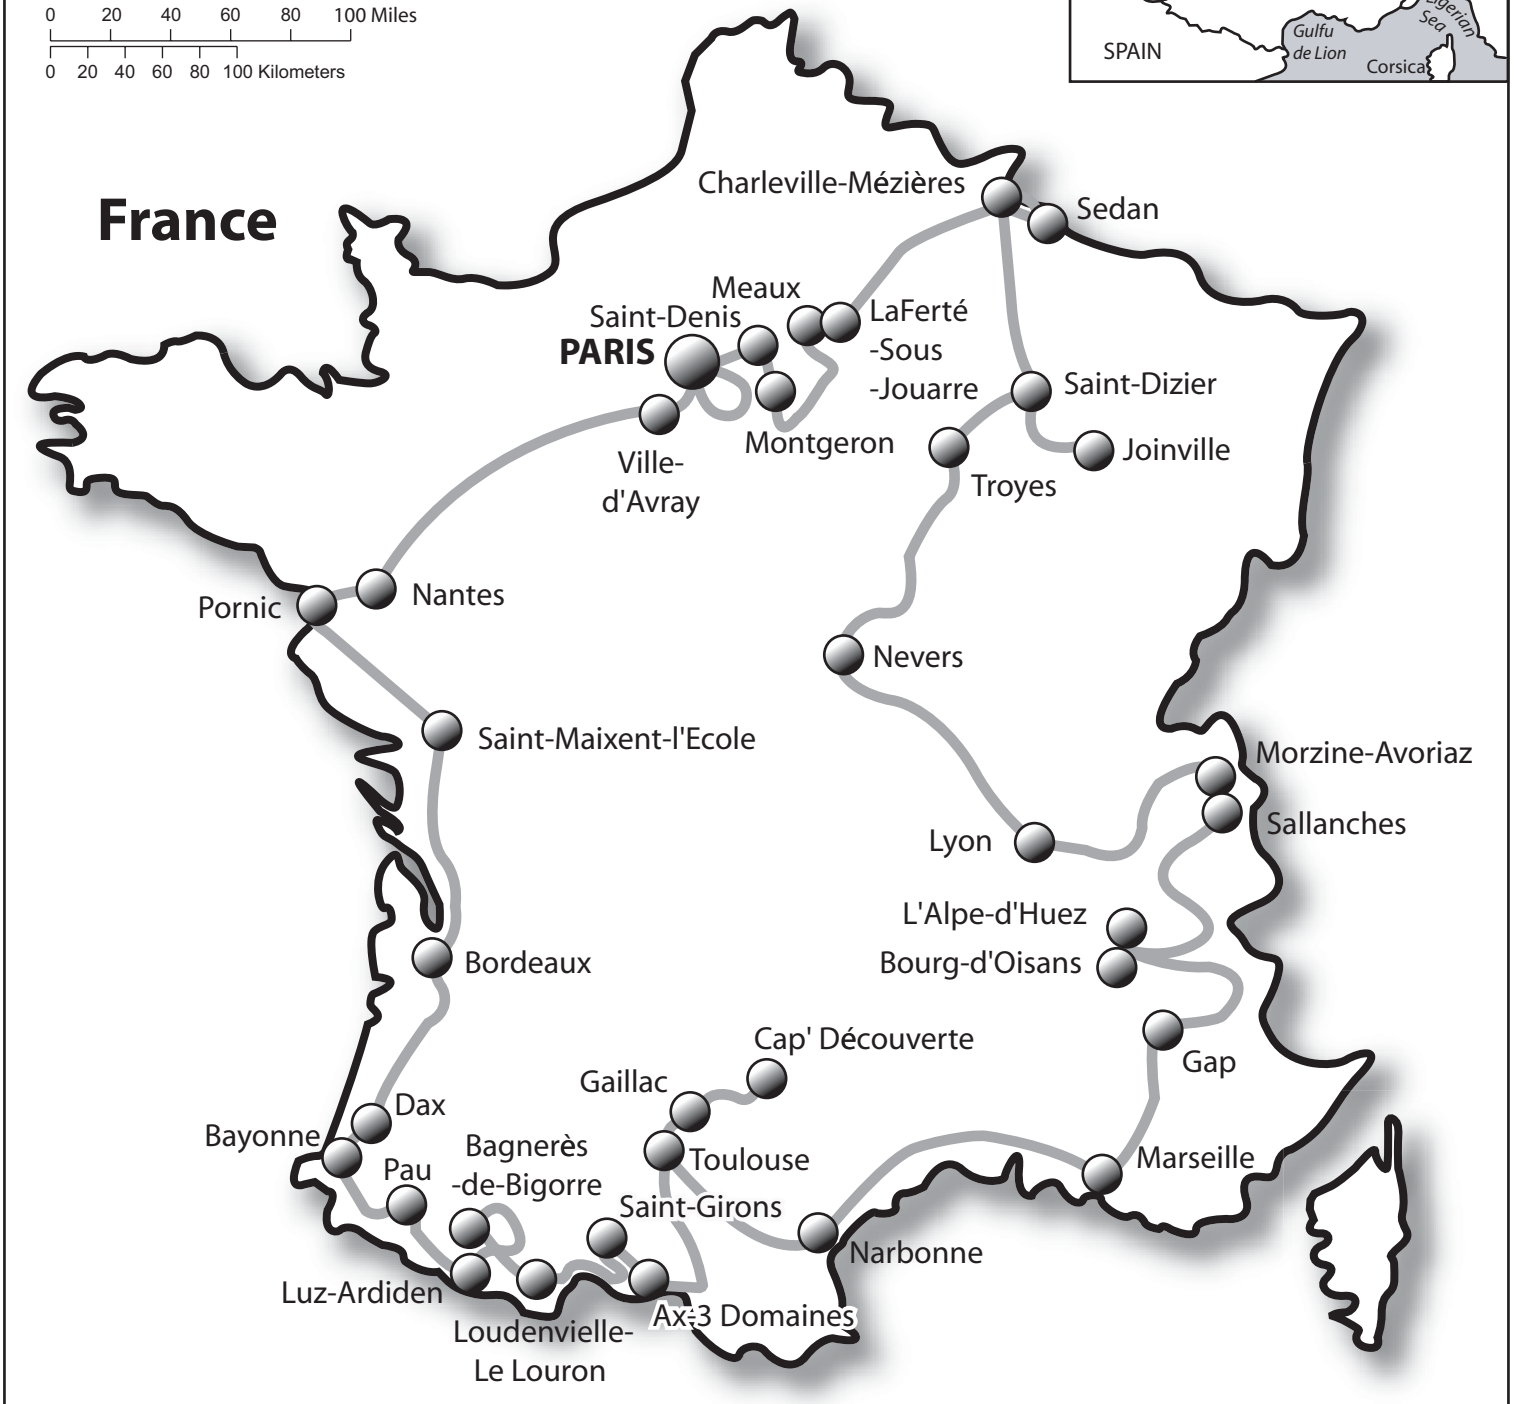 0 20 40 60 80 100 Miles
0 20 40 60 80 100 Kilometers
SPAIN
Gulfu
de Lion
Ligerian
Sea
Corsica
France
Charleville-Mézières
Sedan
Meaux
Saint-Denis
PARIS
LaFerté
-Sous
-Jouarre
Saint-Dizier
Montgeron
Joinville
Ville-
d'Avray
Troyes
Nantes
Pornic
Nevers
Saint-Maixent-l'Ecole
Morzine-Avoriaz
Sallanches
Lyon
L'Alpe-d'Huez
Bourg-d'Oisans
Bordeaux
Cap' Découverte
Gap
Gaillac
Dax
Bayonne
Bagnerès
-de-Bigorre
Pau
Toulouse
Marseille
Saint-Girons
Narbonne
Luz-Ardiden
Ax-3 Domaines
Loudenvielle-
Le Louron